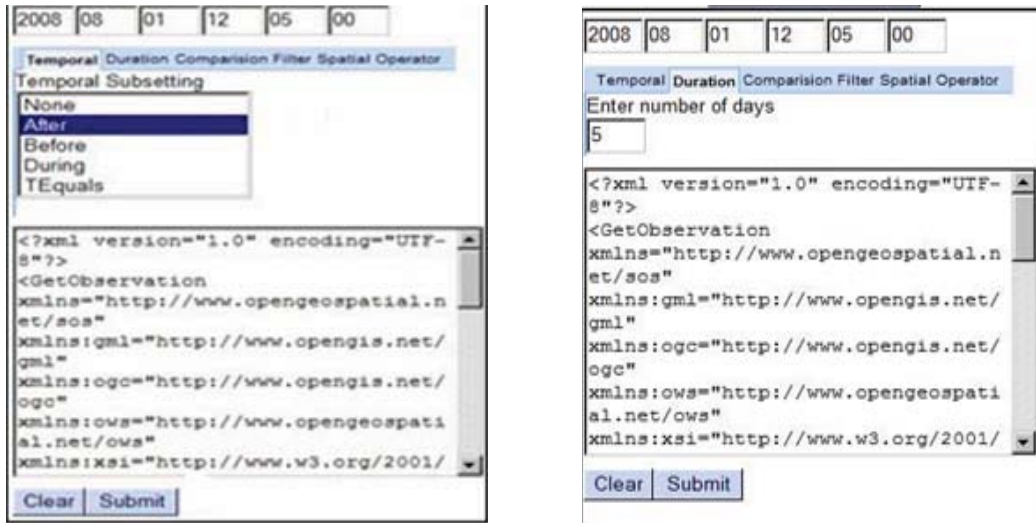 2008 08 01 12 05 00
Temporal Duration Comparision Filter Spatial Operator
Temporal Subsetting
None
After
Before
During
TEquals
<?xml version="1.0" encoding="UTF-
8"?>
<GetObservation
xmlns="http://www.opengeospatial.n
et/sos"
xmlns:gml="http://www.opengis.net/
gml"
xmlns:ogc="http://www.opengis.net/
ogc"
xmlns:ows="http://www.opengeospati
al.net/ows"
xmlns:xsi="http://www.w3.org/2001/
Clear Submit
2008 08 01 12 05 00
Temporal Duration Comparision Filter Spatial Operator
Enter number of days
5
<?xml version="1.0" encoding="UTF-
8"?>
<GetObservation
xmlns="http://www.opengeospatial.n
et/sos"
xmlns:gml="http://www.opengis.net/
gml"
xmlns:ogc="http://www.opengis.net/
ogc"
xmlns:ows="http://www.opengeospati
al.net/ows"
xmlns:xsi="http://www.w3.org/2001/
Clear Submit